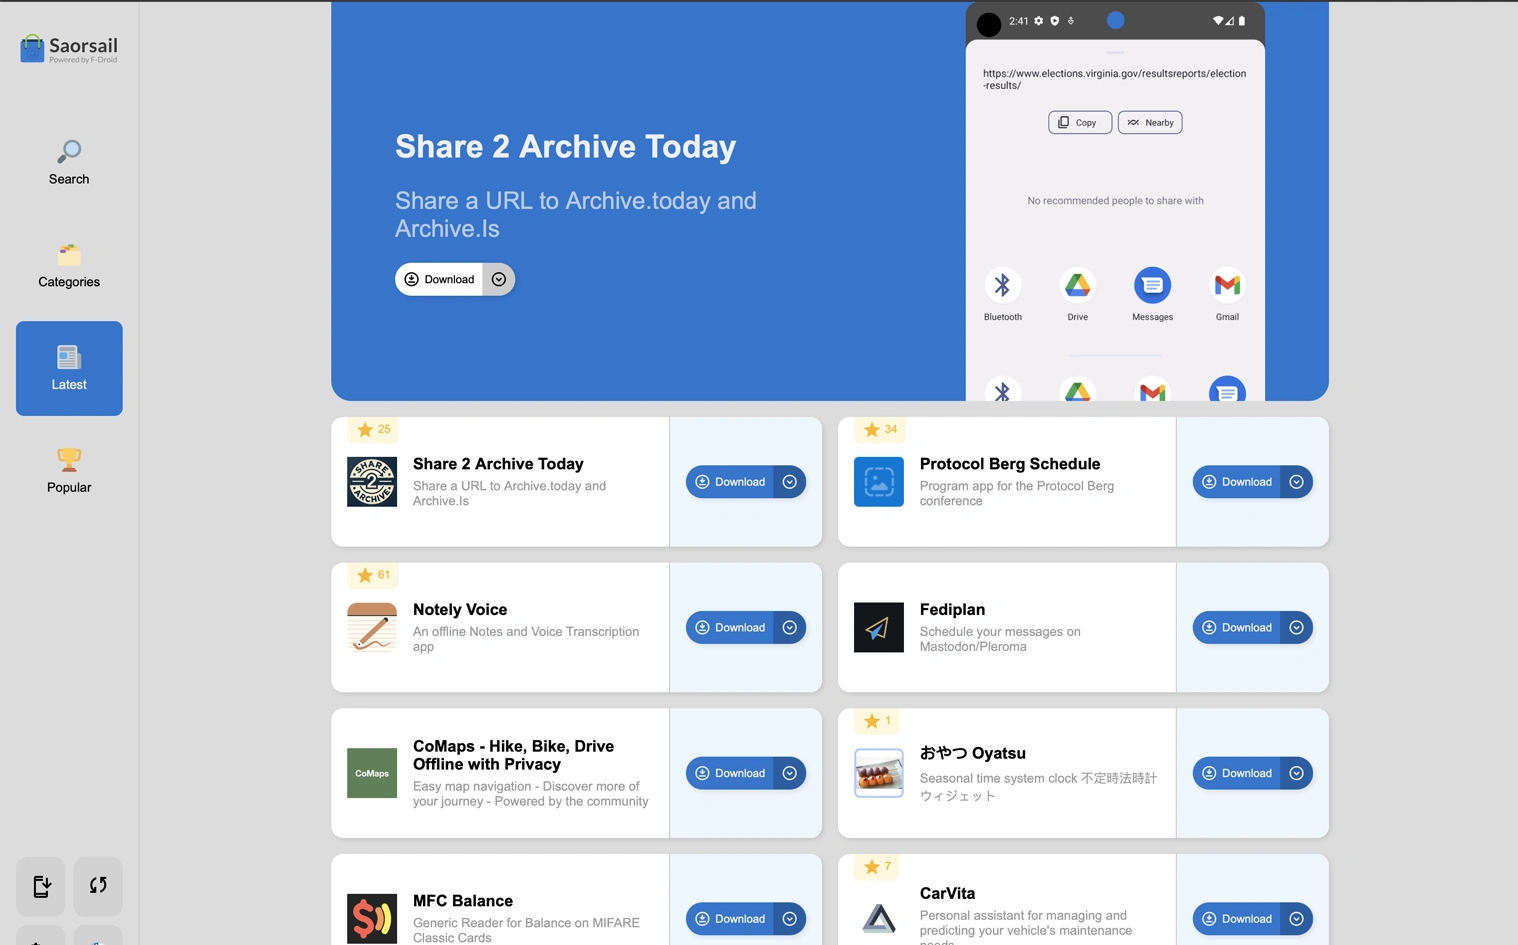 Saorsail
Powered by F-Droid
Search
Categories
Latest
Popular
Share 2 Archive Today
Share a URL to Archive.today and
Archive.Is
Download
2:41
https://www.elections.virginia.gov/resultsreports/election
-results/
Copy
Nearby
No recommended people to share with
Bluetooth
Drive
Messages
Gmail
25
Share 2 Archive Today
Share a URL to Archive.today and
Archive.Is
SHARE
2
ARCHIVE
Download
34
Protocol Berg Schedule
Program app for the Protocol Berg
conference
Download
61
Notely Voice
An offline Notes and Voice Transcription
app
Download
Fediplan
Schedule your messages on
Mastodon/Pleroma
Download
CoMaps
CoMaps - Hike, Bike, Drive
Offline with Privacy
Easy map navigation - Discover more of
your journey - Powered by the community
Download
1
おやつ Oyatsu
Seasonal time system clock 不定時法時計
ウィジェット
Download
MFC Balance
Generic Reader for Balance on MIFARE
Classic Cards
Download
7
CarVita
Personal assistant for managing and
predicting your vehicle's maintenance
needs
Download